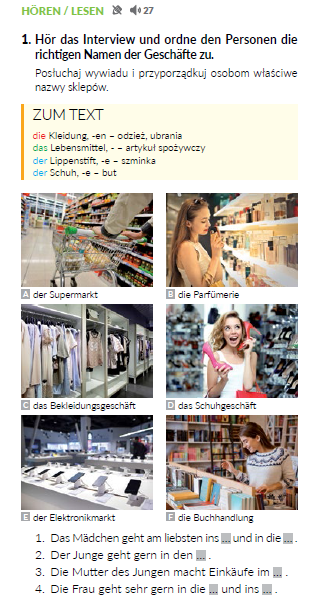 HÖREN / LESEN 27
1. Hör das Interview und ordne den Personen die
richtigen Namen der Geschäfte zu.
Posłuchaj wywiadu i przyporządkuj osobom właściwe
nazwy sklepów.
ZUM TEXT
die Kleidung, -en – odzież, ubrania
das Lebensmittel, - – artykuł spożywczy
der Lippenstift, -e – szminka
der Schuh, -e – but
A der Supermarkt
B die Parfümerie
C das Bekleidungsgeschäft
D das Schuhgeschäft
E der Elektronikmarkt
F die Buchhandlung
1. Das Mädchen geht am liebsten ins ... und in die ... .
2. Der Junge geht gern in den ... .
3. Die Mutter des Jungen macht Einkäufe im ... .
4. Die Frau geht sehr gern in die ... und ins ... .